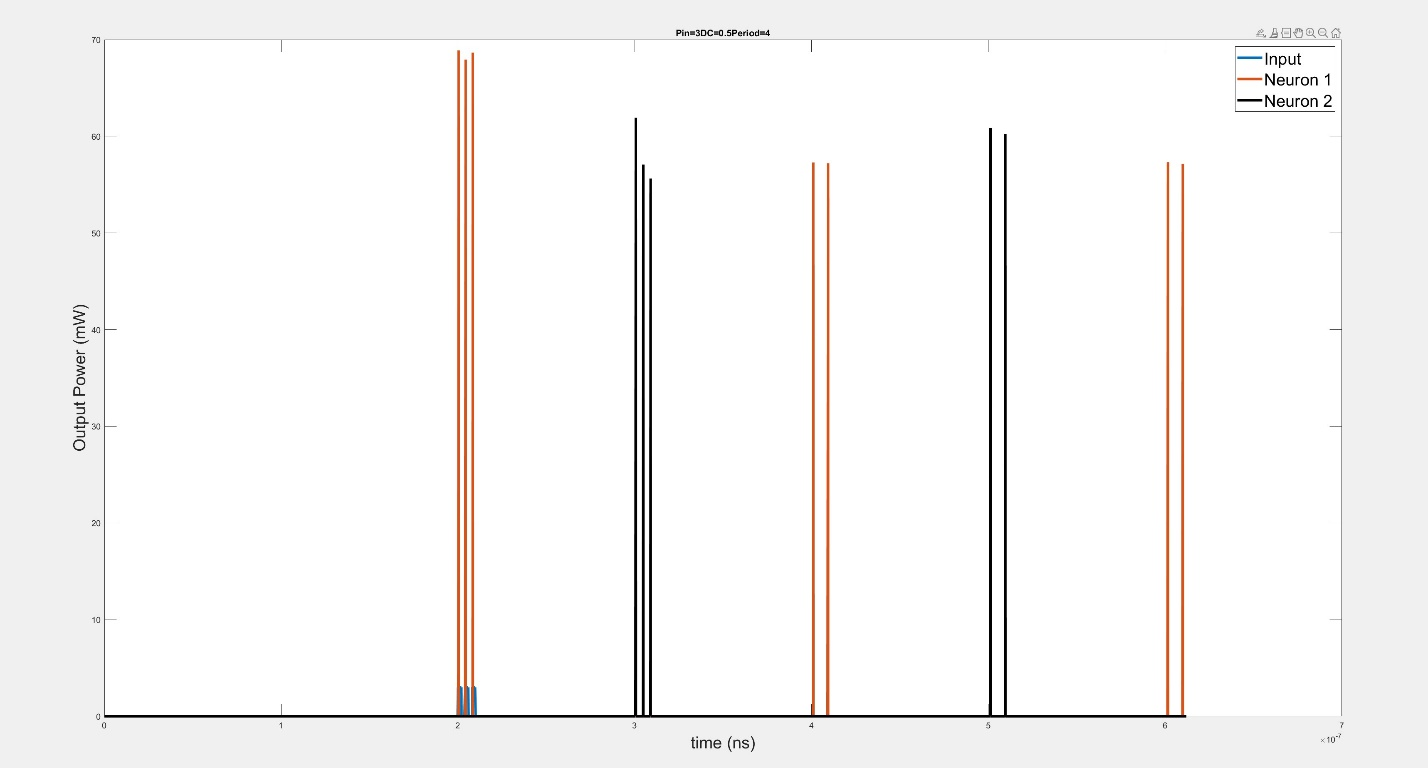 Pin=3DC=0.5Period=4
Input
Neuron 1
Neuron 2
70
60
50
40
30
20
10
0
Output Power (mW)
0 1 2 3 4 5 6 7
×10-7
time (ns)